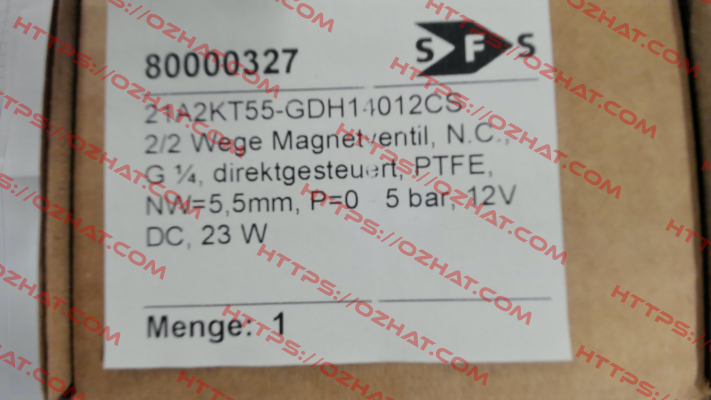 80000327
S F S
21A2KT55-GDH14012CS
2/2 Wege Magnetventil, N.C.,
G ¼, direktgesteuert, PTFE,
NW=5,5mm, P=0 5 bar, 12V
DC, 23 W
Menge: 1
HTTPS://OZHAT.COM